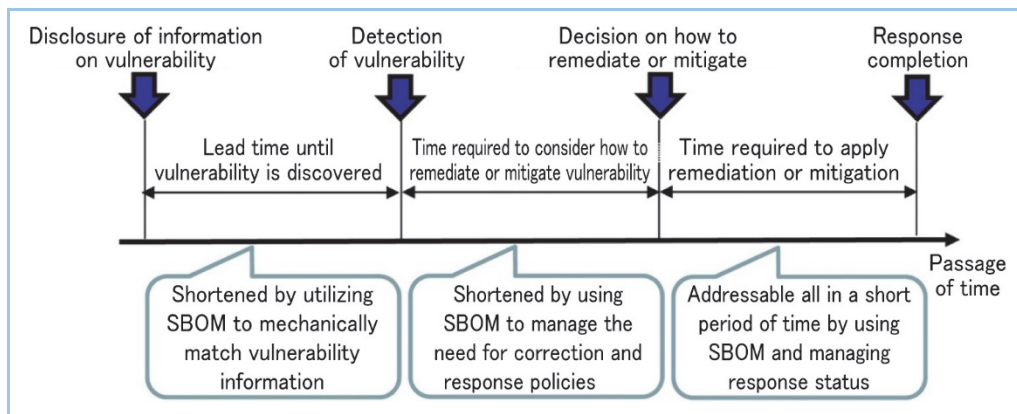 Disclosure of information
on vulnerability
Detection
of vulnerability
Decision on how to
remediate or mitigate
Response
completion
Lead time until
vulnerability is discovered
Time required to consider how to
remediate or mitigate vulnerability
Time required to apply
remediation or mitigation
Passage
of time
Shortened by utilizing
SBOM to mechanically
match vulnerability
information
Shortened by using
SBOM to manage the
need for correction and
response policies
Addressable all in a short
period of time by using
SBOM and managing
response status